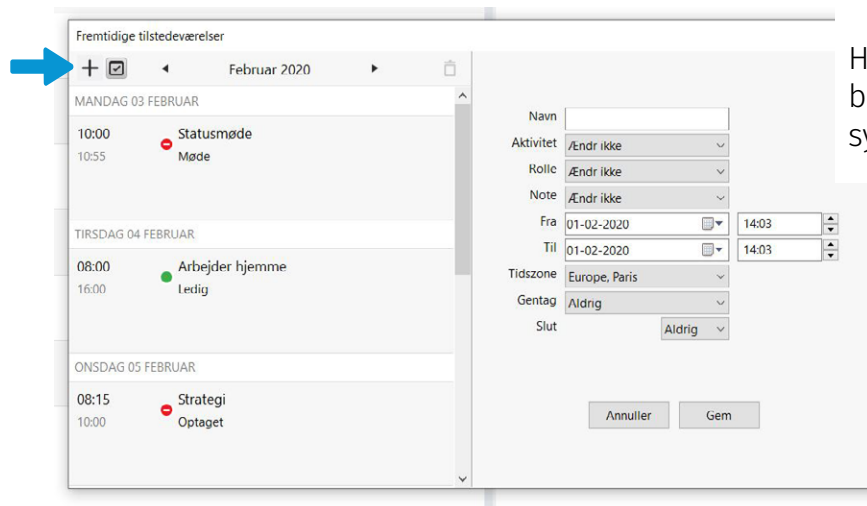 Fremtidige tilstedeværelser
Februar 2020
MANDAG 03 FEBRUAR
10:00 Statusmøde
10:55 Møde
TIRSDAG 04 FEBRUAR
08:00 Arbejder hjemme
16:00 Ledig
ONSDAG 05 FEBRUAR
08:15 Strategi
10:00 Optaget
Navn
Aktivitet Ændr ikke
Rolle Ændr ikke
Note Ændr ikke
Fra 01-02-2020 14:03
Til 01-02-2020 14:03
Tidszone Europe, Paris
Gentag Aldrig
Slut Aldrig
Annuller Gem
H
b
sy